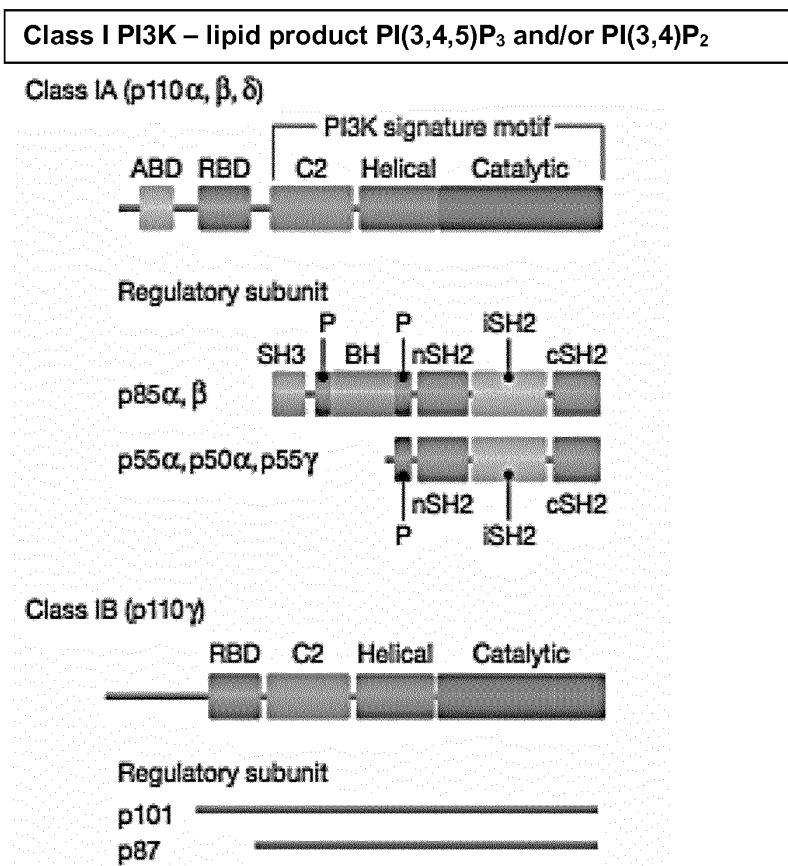 Class I PI3K – lipid product PI(3,4,5)P₃ and/or PI(3,4)P₂
Class IA (p110α, β, δ)
PI3K signature motif
ABD RBD C2 Helical Catalytic
Regulatory subunit
P P iSH2
SH3 BH nSH2 cSH2
p85α, β
p55α, p50α, p55γ
nSH2 cSH2
P iSH2
Class IB (p110γ)
RBD C2 Helical Catalytic
Regulatory subunit
p101
p87